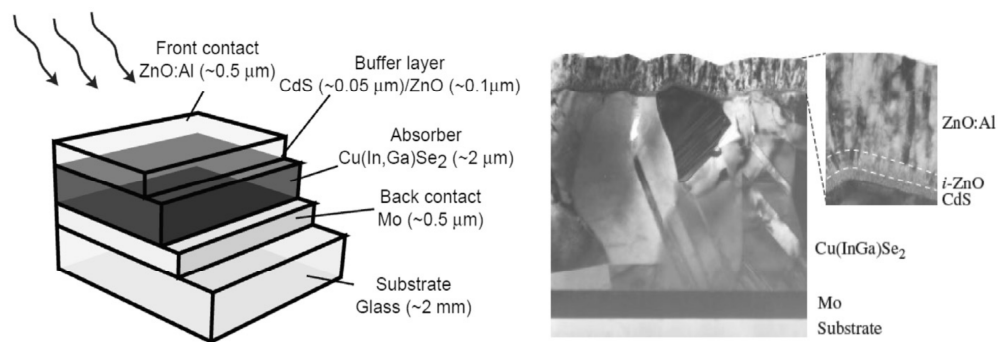 Front contact
ZnO:Al (~0.5 μm)
Buffer layer
CdS (~0.05 μm)/ZnO (~0.1μm)
Absorber
Cu(In,Ga)Se₂ (~2 μm)
Back contact
Mo (~0.5 μm)
Substrate
Glass (~2 mm)
ZnO:Al
i-ZnO
CdS
Cu(InGa)Se₂
Mo
Substrate